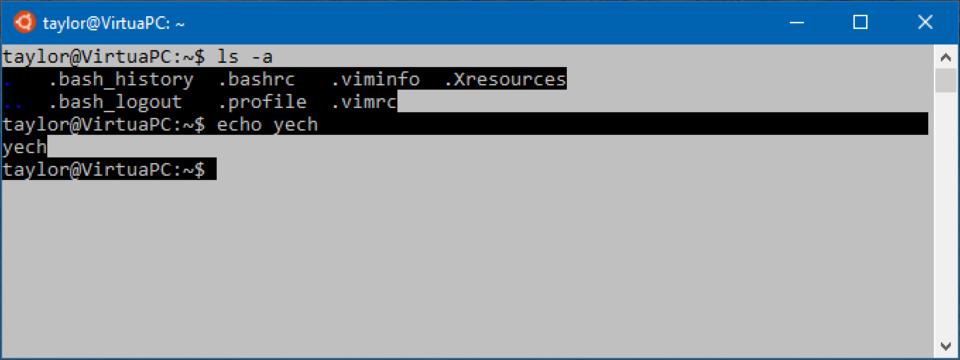 taylor@VirtuaPC: ~
taylor@VirtuaPC:~$ ls -a
.   .bash_history  .bashrc   .viminfo  .Xresources
..  .bash_logout   .profile  .vimrc
taylor@VirtuaPC:~$ echo yech
yech
taylor@VirtuaPC:~$